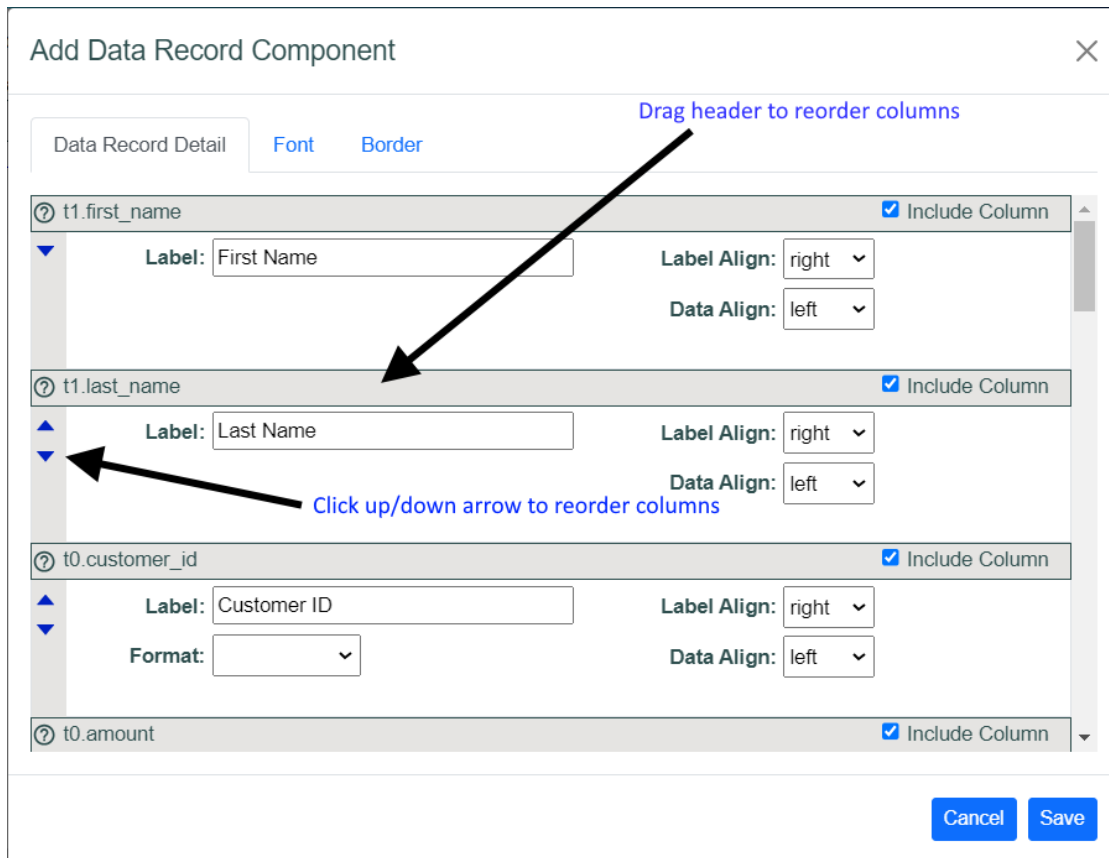 Add Data Record Component
Drag header to reorder columns
Data Record Detail Font Border
t1.first_name Include Column
Label: First Name Label Align: right
Data Align: left
t1.last_name Include Column
Label: Last Name Label Align: right
Data Align: left
Click up/down arrow to reorder columns
t0.customer_id Include Column
Label: Customer ID Label Align: right
Format: Data Align: left
t0.amount Include Column
Cancel Save